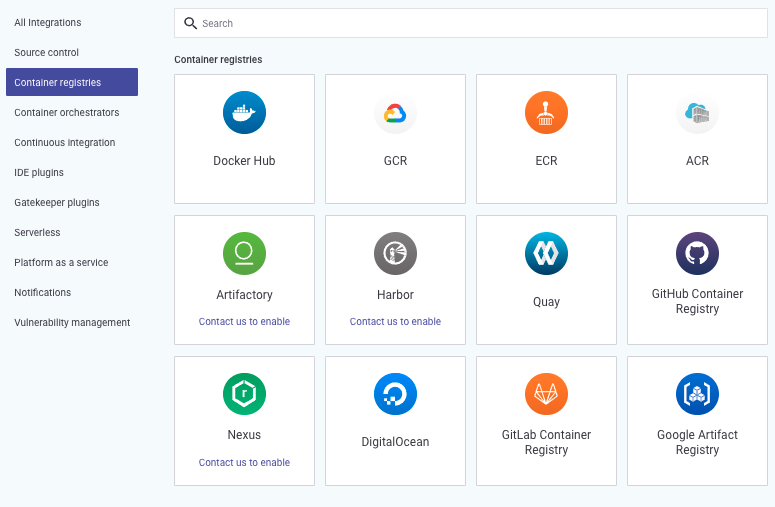 All Integrations
Source control
Container registries
Container orchestrators
Continuous integration
IDE plugins
Gatekeeper plugins
Serverless
Platform as a service
Notifications
Vulnerability management
Search
Container registries
Docker Hub
GCR
ECR
ACR
Artifactory
Contact us to enable
Harbor
Contact us to enable
Quay
GitHub Container
Registry
r
Nexus
Contact us to enable
DigitalOcean
GitLab Container
Registry
Google Artifact
Registry